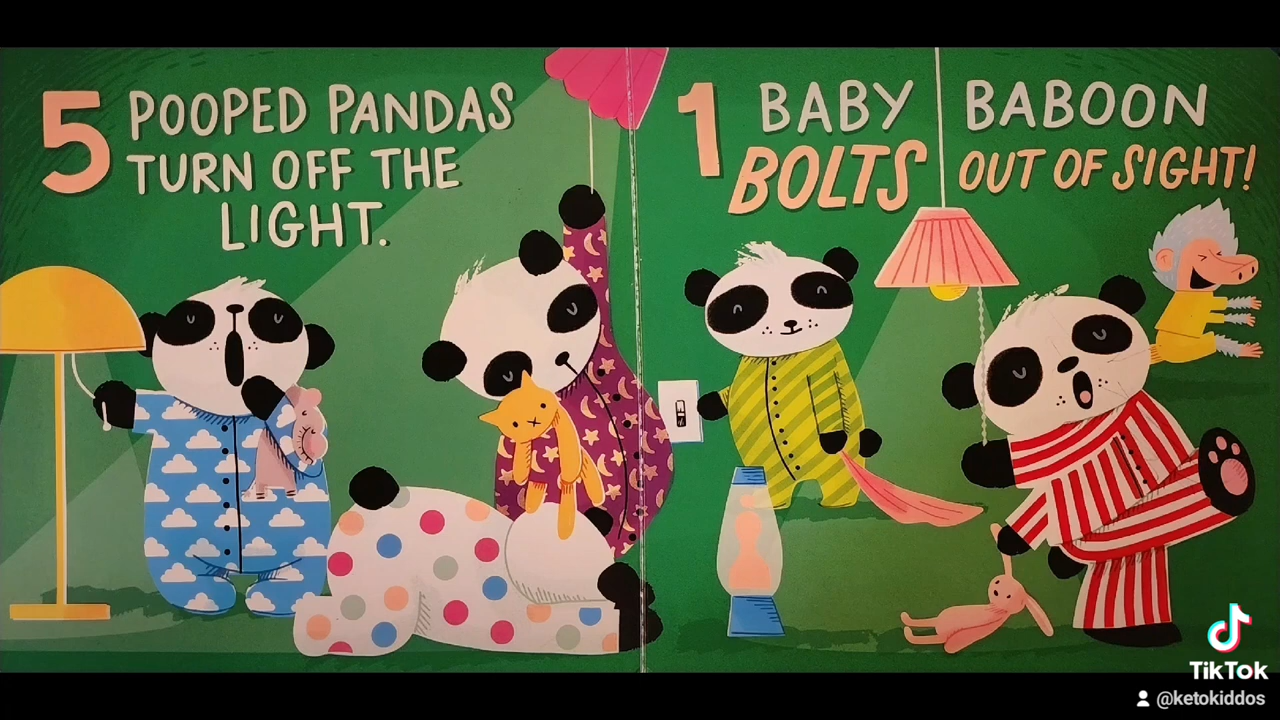 5 POOPED PANDAS
TURN OFF THE
LIGHT.
1 BABY BABOON
BOLTS OUT OF SIGHT!
TikTok
@ketokiddos